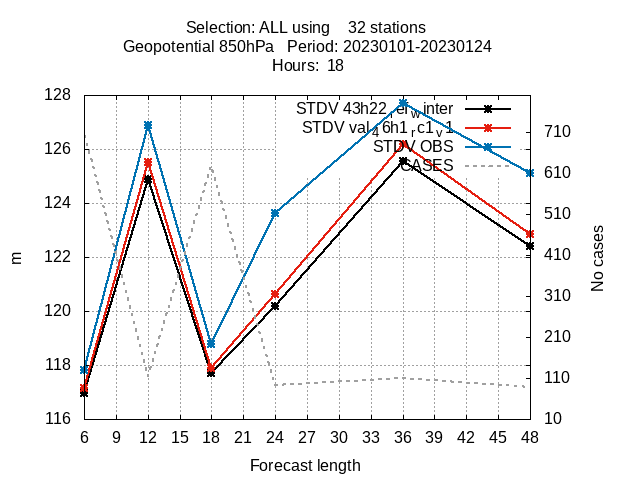 Selection: ALL using 32 stations
Geopotential 850hPa Period: 20230101-20230124
Hours: 18
STDV 43h22_rel_winter
STDV val_46h1_rc1_v1
STDV OBS
CASES
128
126
124
122
120
118
116
m
710
610
510
410
310
210
110
10
No cases
6 9 12 15 18 21 24 27 30 33 36 39 42 45 48
Forecast length